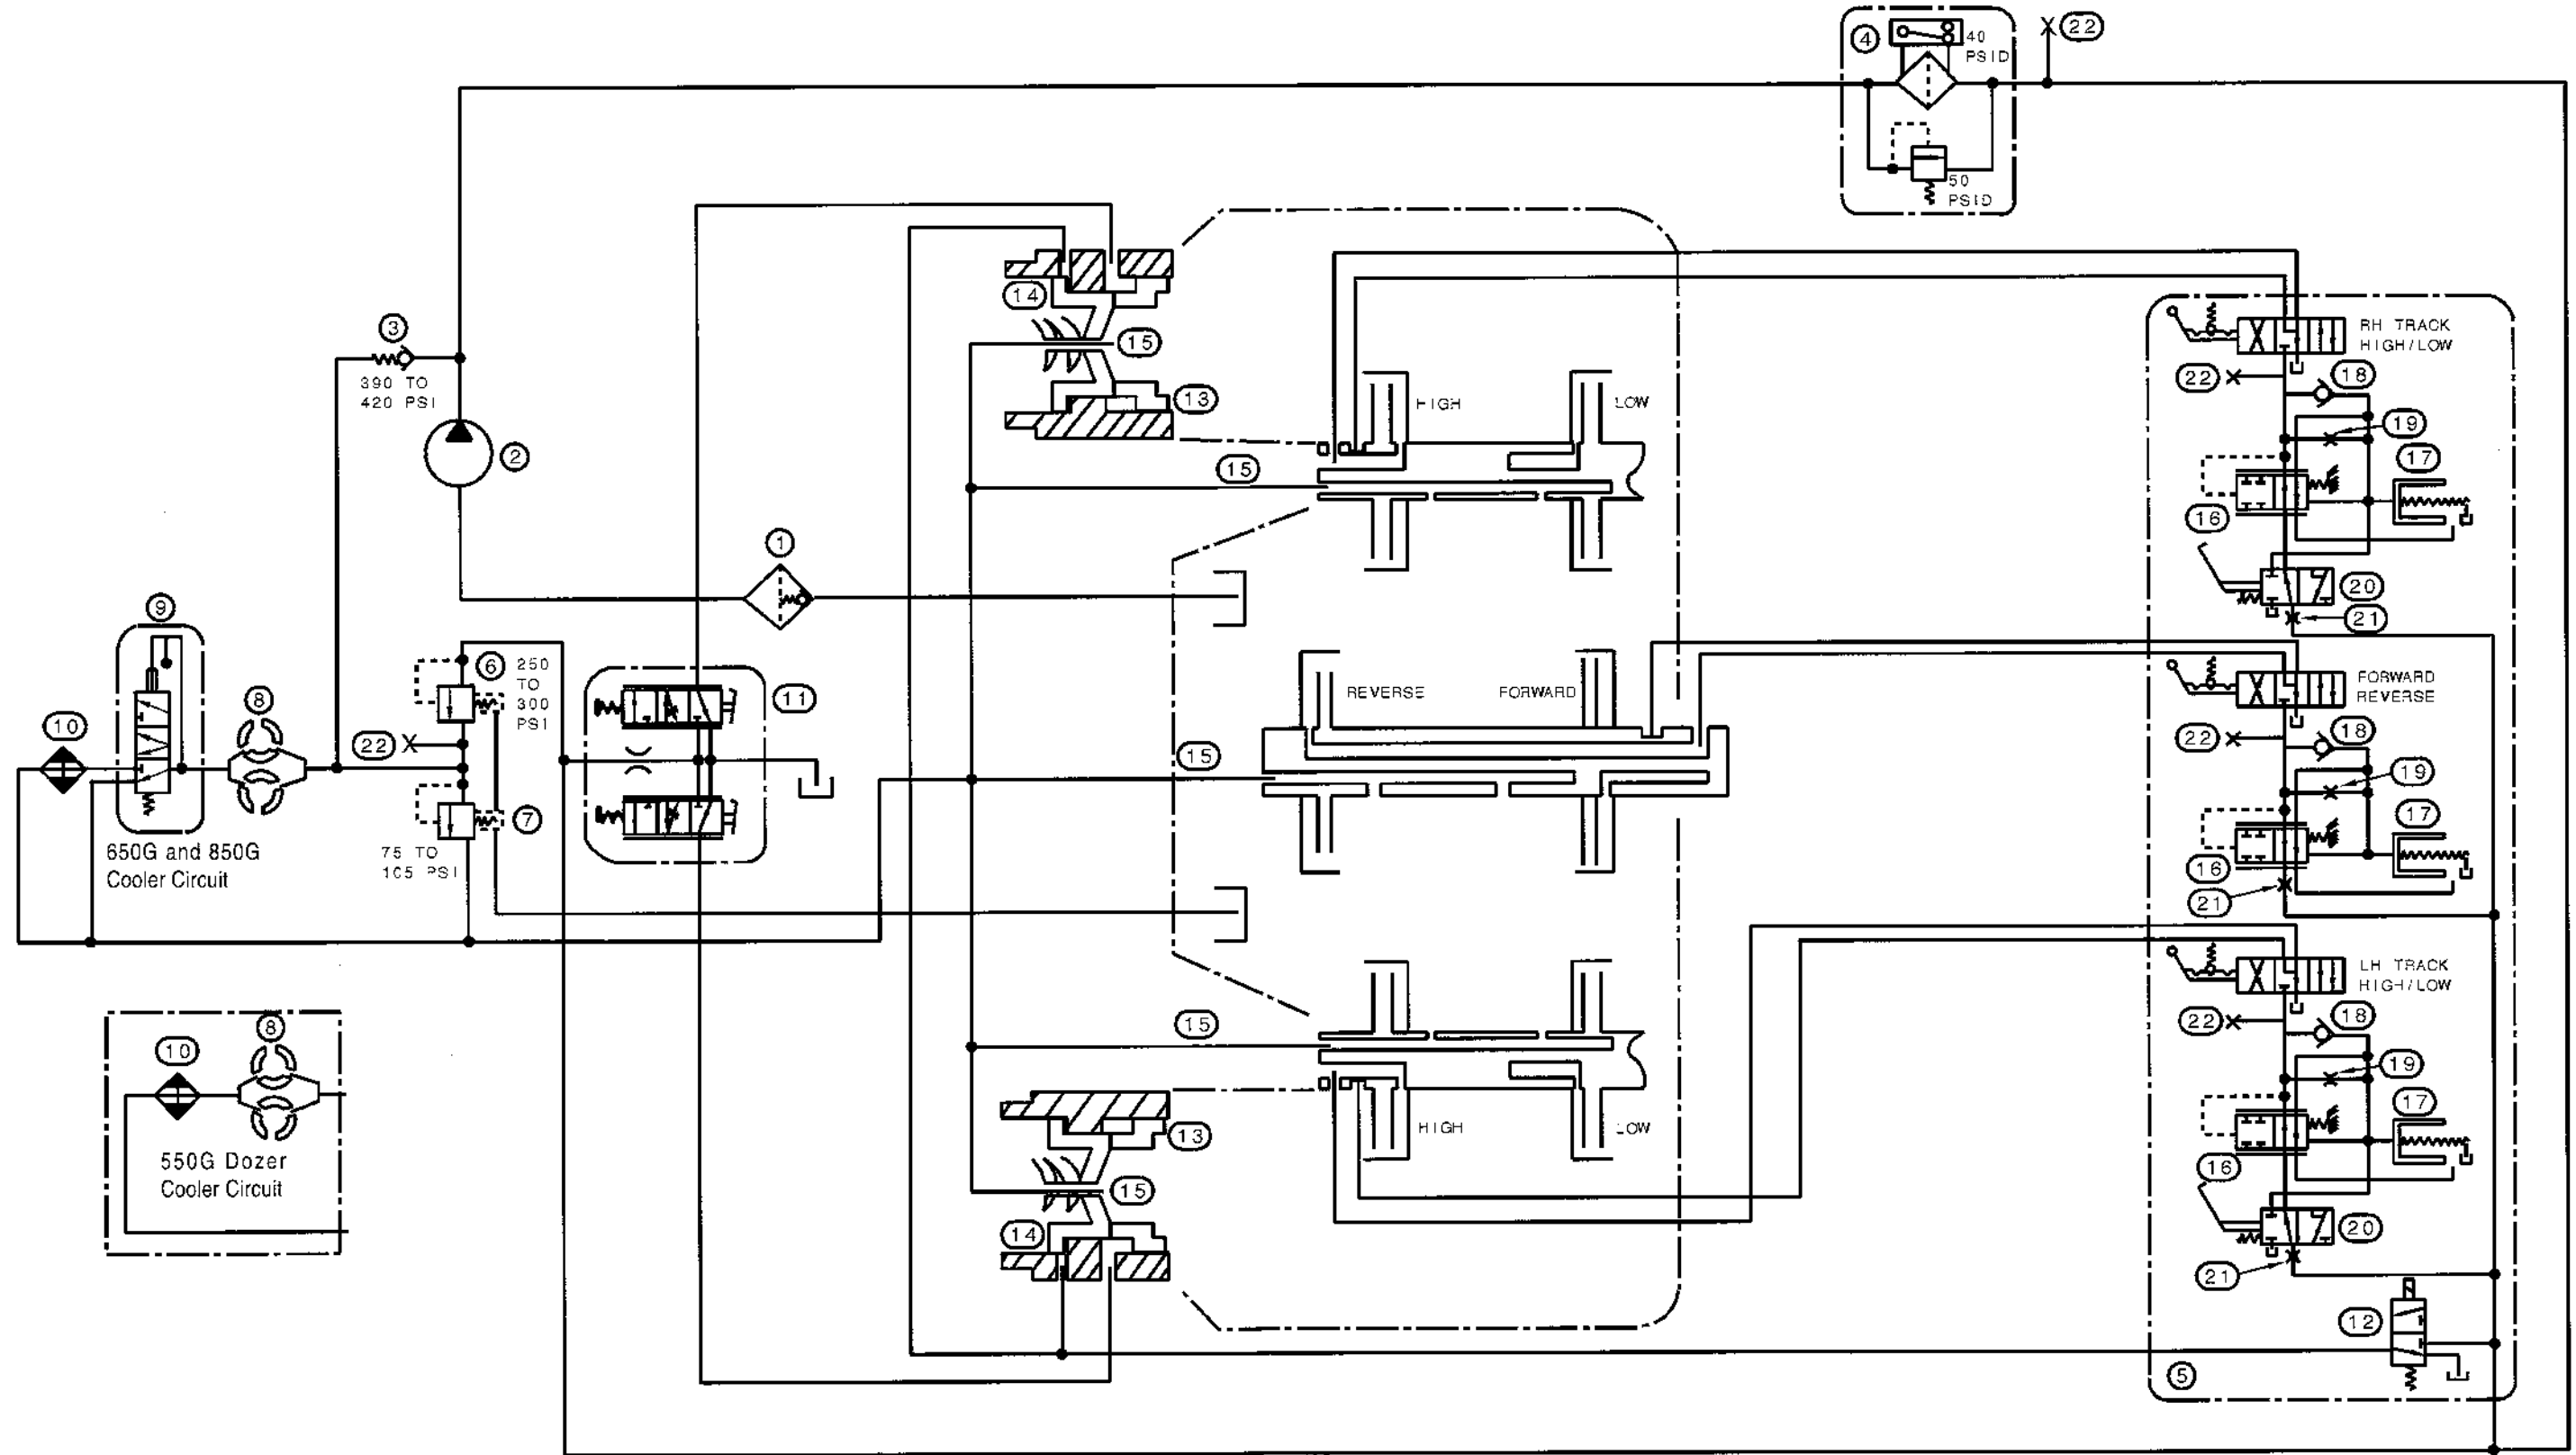 4
40
PSID
22
50
PSID
3
390 TO
420 PSI
2
14
15
13
HIGH
LOW
15
RH TRACK
HIGH/LOW
22
18
19
17
16
20
21
1
9
6
250
TO
300
PSI
8
10
22
11
7
75 TO
105 PSI
650G and 850G
Cooler Circuit
REVERSE
FORWARD
15
FORWARD
REVERSE
22
18
19
17
16
21
LH TRACK
HIGH/LOW
22
18
19
17
16
20
21
15
HIGH
LOW
13
15
14
8
10
550G Dozer
Cooler Circuit
12
5